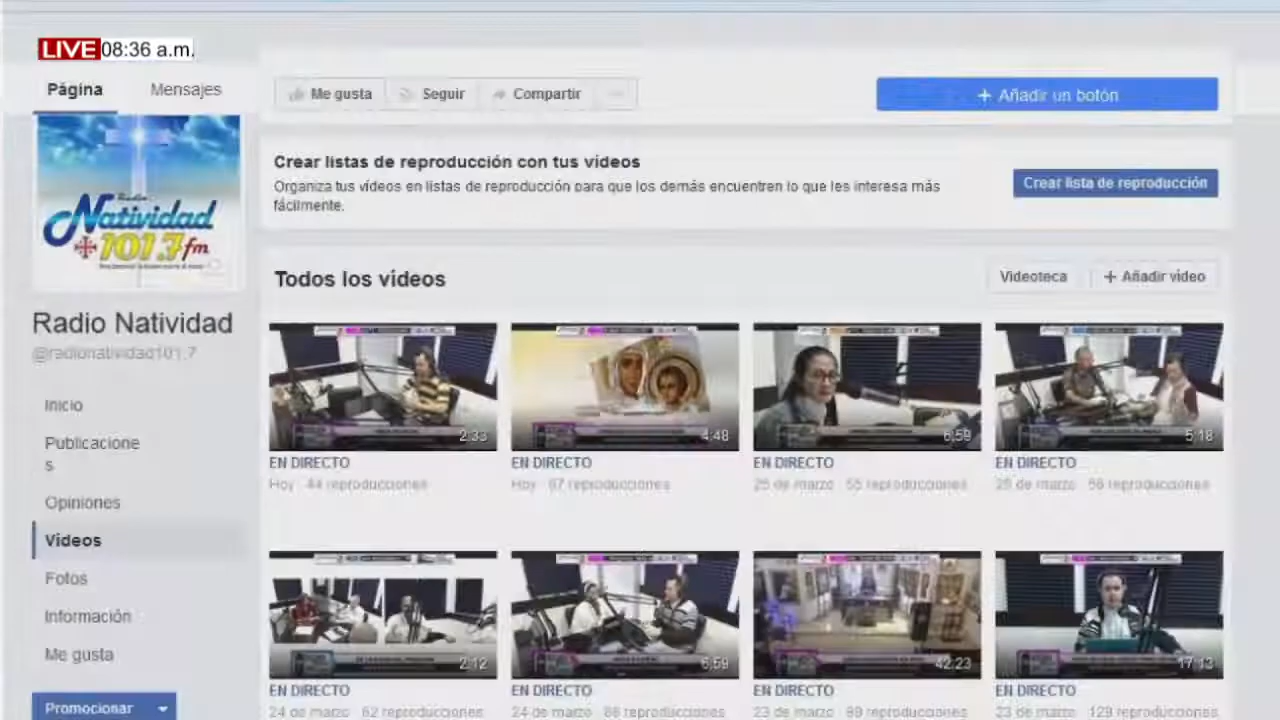 LIVE 08:36 a.m.
Página Mensajes
Me gusta Seguir Compartir
+ Añadir un botón
Crear listas de reproducción con tus vídeos
Organiza tus vídeos en listas de reproducción para que los demás encuentren lo que les interesa más
fácilmente.
Crear lista de reproducción
Radio
Natividad
101.7 fm
Radio Natividad
@radionatividad101.7
Inicio
Publicacione
s
Opiniones
Vídeos
Fotos
Información
Me gusta
Promocionar
Todos los vídeos
Videoteca + Añadir vídeo
2:33 4:48 6:59 5:18
EN DIRECTO EN DIRECTO EN DIRECTO EN DIRECTO
Hoy · 44 reproducciones Hoy · 67 reproducciones 25 de marzo · 55 reproducciones 25 de marzo · 56 reproducciones
2:12 6:59 42:23 17:13
EN DIRECTO EN DIRECTO EN DIRECTO EN DIRECTO
24 de marzo · 62 reproducciones 24 de marzo · 86 reproducciones 23 de marzo · 89 reproducciones 23 de marzo · 129 reproducciones